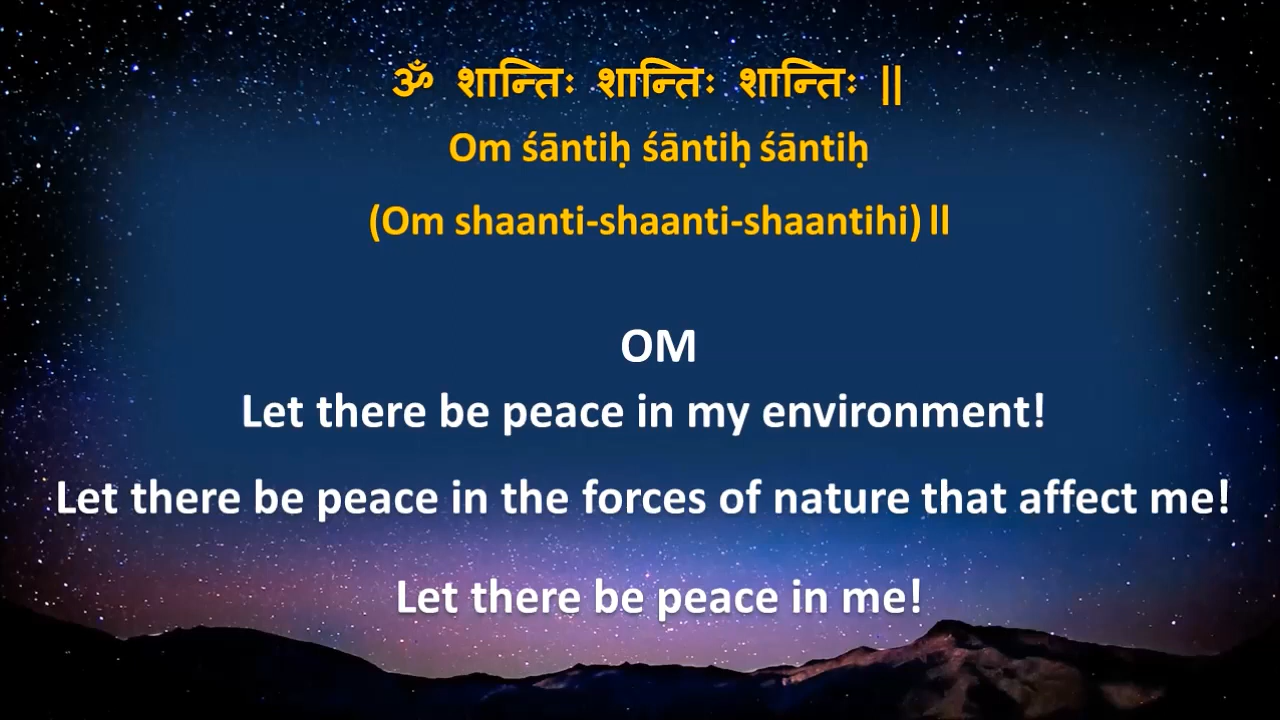 ॐ शान्तिः शान्तिः शान्तिः ||
Om śāntiḥ śāntiḥ śāntiḥ
(Om shaanti-shaanti-shaantihi) ll
OM
Let there be peace in my environment!
Let there be peace in the forces of nature that affect me!
Let there be peace in me!